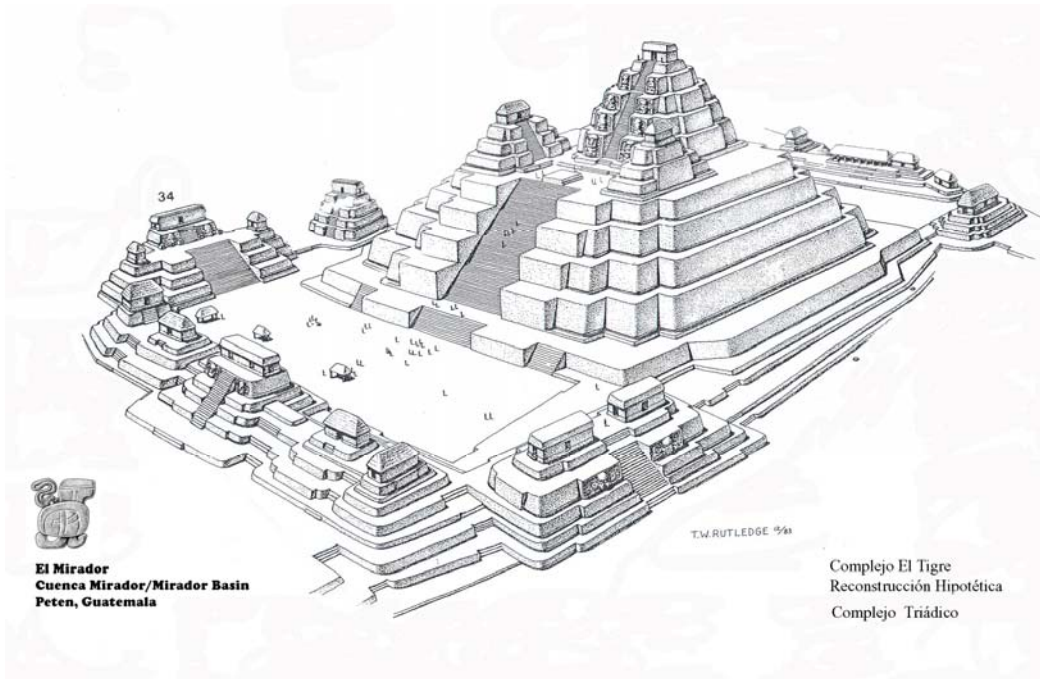 34
T.W.RUTLEDGE
El Mirador
Cuenca Mirador/Mirador Basin
Peten, Guatemala
Complejo El Tigre
Reconstrucción Hipotética
Complejo Triádico